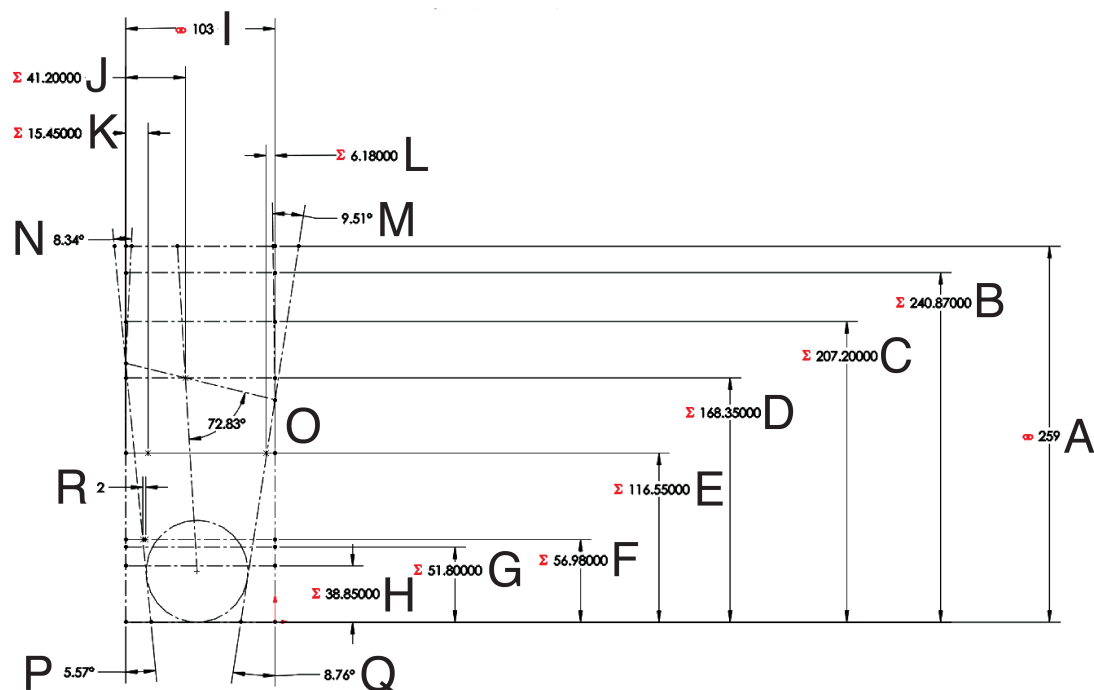 103 I
Σ 41.20000 J
Σ 15.45000 K
Σ 6.18000 L
9.51° M
N 8.34°
Σ 240.87000 B
Σ 207.20000 C
Σ 168.35000 D
72.83° O
259 A
R 2
Σ 116.55000 E
Σ 56.98000 F
Σ 51.80000 G
Σ 38.85000 H
P 5.57°
8.76° Q